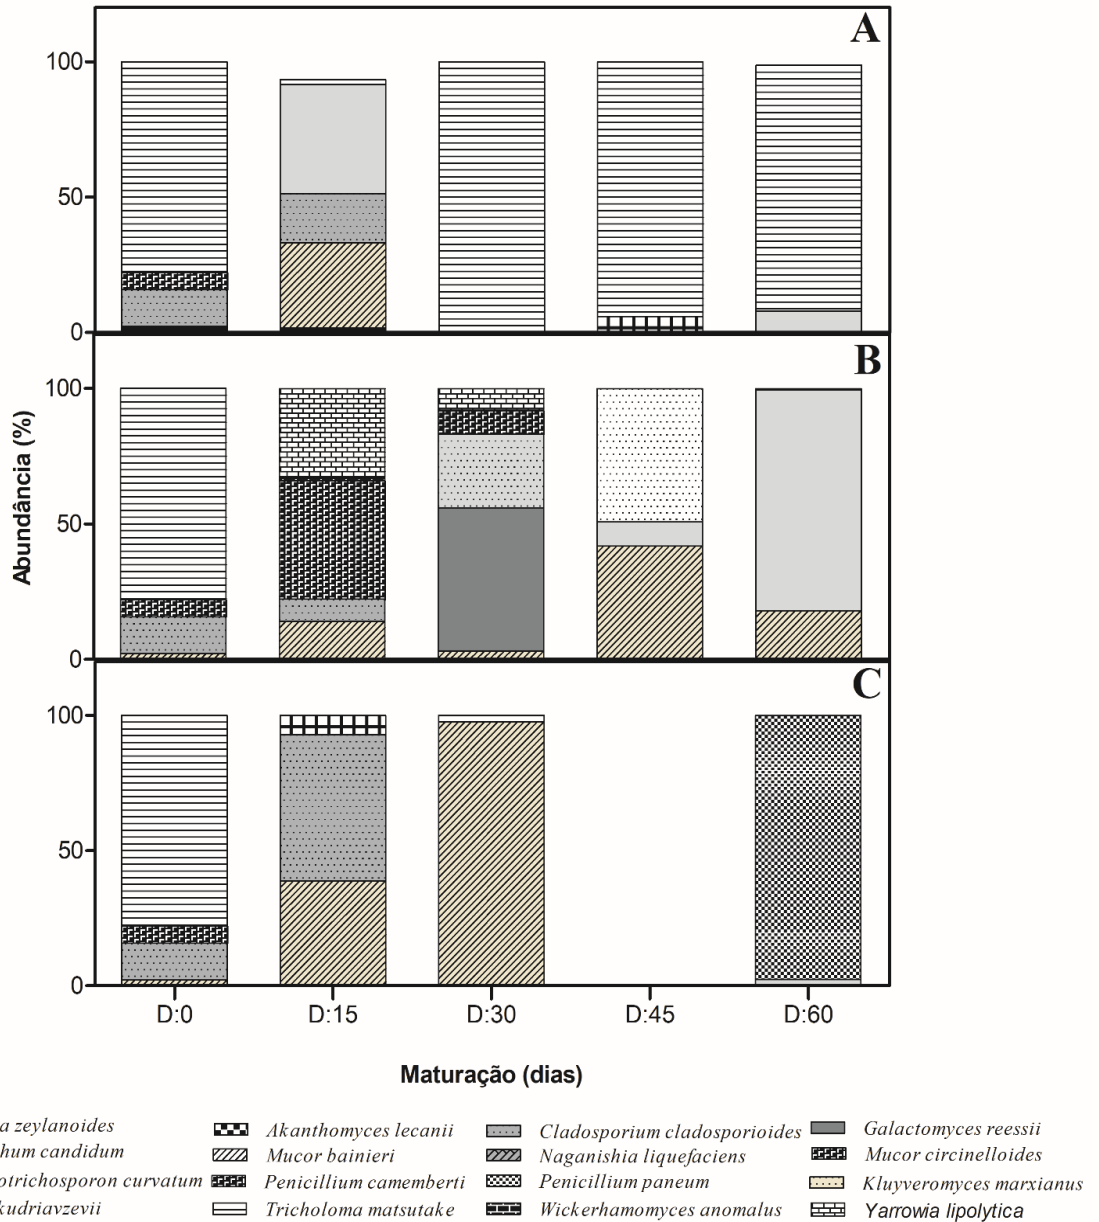 A
100
50
0
B
100
50
0
Abundância (%)
C
100
50
0
D:0 D:15 D:30 D:45 D:60
Maturação (dias)
a zeylanoides Akanthomyces lecanii Cladosporium cladosporioides Galactomyces reessii
hum candidum Mucor bainieri Naganishia liquefaciens Mucor circinelloides
otrichosporon curvatum Penicillium camemberti Penicillium paneum Kluyveromyces marxianus
kudriavzevii Tricholoma matsutake Wickerhamomyces anomalus Yarrowia lipolytica